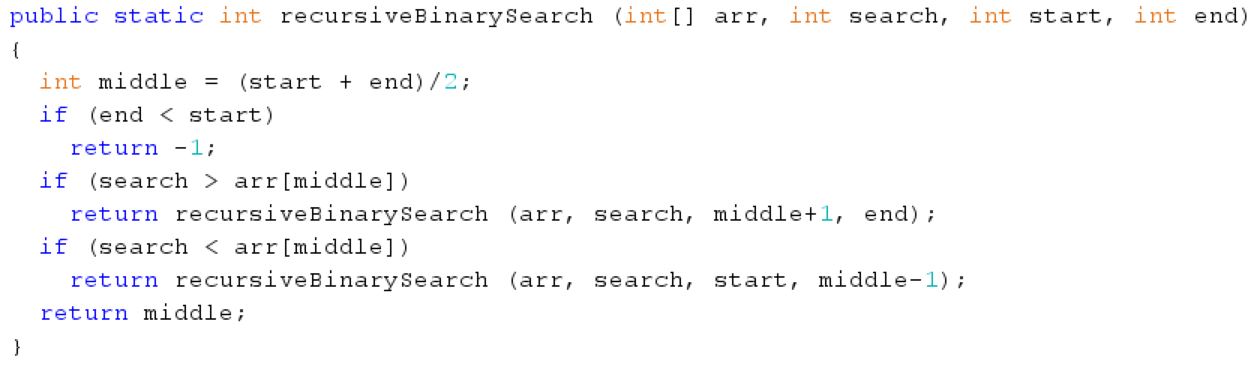 public static int recursiveBinarySearch (int[] arr, int search, int start, int end)
{
  int middle = (start + end)/2;
  if (end < start)
    return -1;
  if (search > arr[middle])
    return recursiveBinarySearch (arr, search, middle+1, end);
  if (search < arr[middle])
    return recursiveBinarySearch (arr, search, start, middle-1);
  return middle;
}